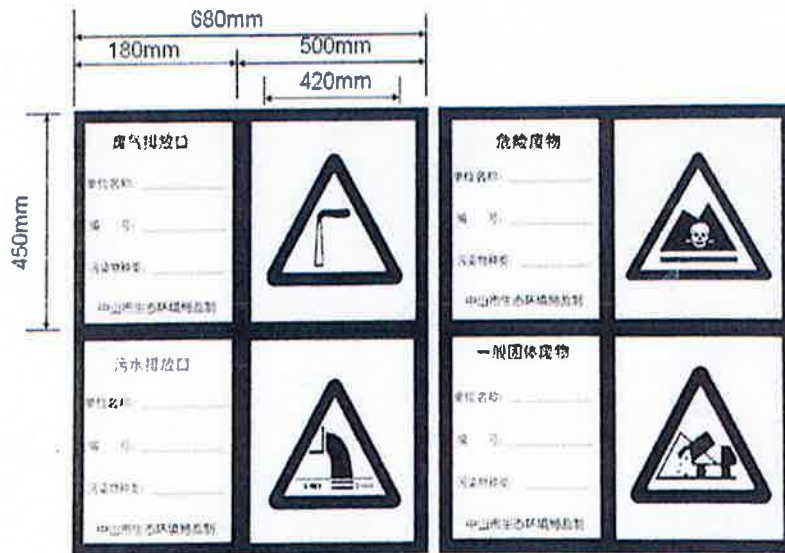 680mm
180mm
500mm
420mm
450mm
废气排放口
单位名称:
编 号:
污染物种类:
中山市生态环境局监制
危险废物
单位名称:
编 号:
污染物种类:
中山市生态环境局监制
污水排放口
单位名称:
编 号:
污染物种类:
中山市生态环境局监制
一般固体废物
单位名称:
编 号:
污染物种类:
中山市生态环境局监制